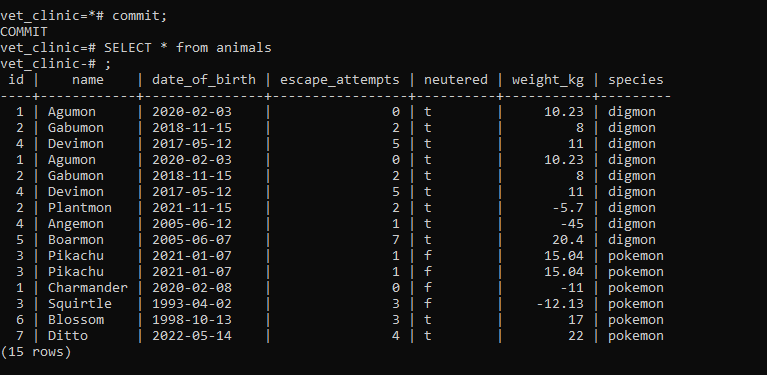 vet_clinic=*# commit;
COMMIT
vet_clinic=# SELECT * from animals
vet_clinic-# ;
 id |    name    | date_of_birth | escape_attempts | neutered | weight_kg | species
----+------------+---------------+-----------------+----------+-----------+---------
  1 | Agumon     | 2020-02-03    |               0 | t        |     10.23 | digmon
  2 | Gabumon    | 2018-11-15    |               2 | t        |         8 | digmon
  4 | Devimon    | 2017-05-12    |               5 | t        |        11 | digmon
  1 | Agumon     | 2020-02-03    |               0 | t        |     10.23 | digmon
  2 | Gabumon    | 2018-11-15    |               2 | t        |         8 | digmon
  4 | Devimon    | 2017-05-12    |               5 | t        |        11 | digmon
  2 | Plantmon   | 2021-11-15    |               2 | t        |      -5.7 | digmon
  4 | Angemon    | 2005-06-12    |               1 | t        |       -45 | digmon
  5 | Boarmon    | 2005-06-07    |               7 | t        |      20.4 | digmon
  3 | Pikachu    | 2021-01-07    |               1 | f        |     15.04 | pokemon
  3 | Pikachu    | 2021-01-07    |               1 | f        |     15.04 | pokemon
  1 | Charmander | 2020-02-08    |               0 | f        |       -11 | pokemon
  3 | Squirtle   | 1993-04-02    |               3 | f        |    -12.13 | pokemon
  6 | Blossom    | 1998-10-13    |               3 | t        |        17 | pokemon
  7 | Ditto      | 2022-05-14    |               4 | t        |        22 | pokemon
(15 rows)